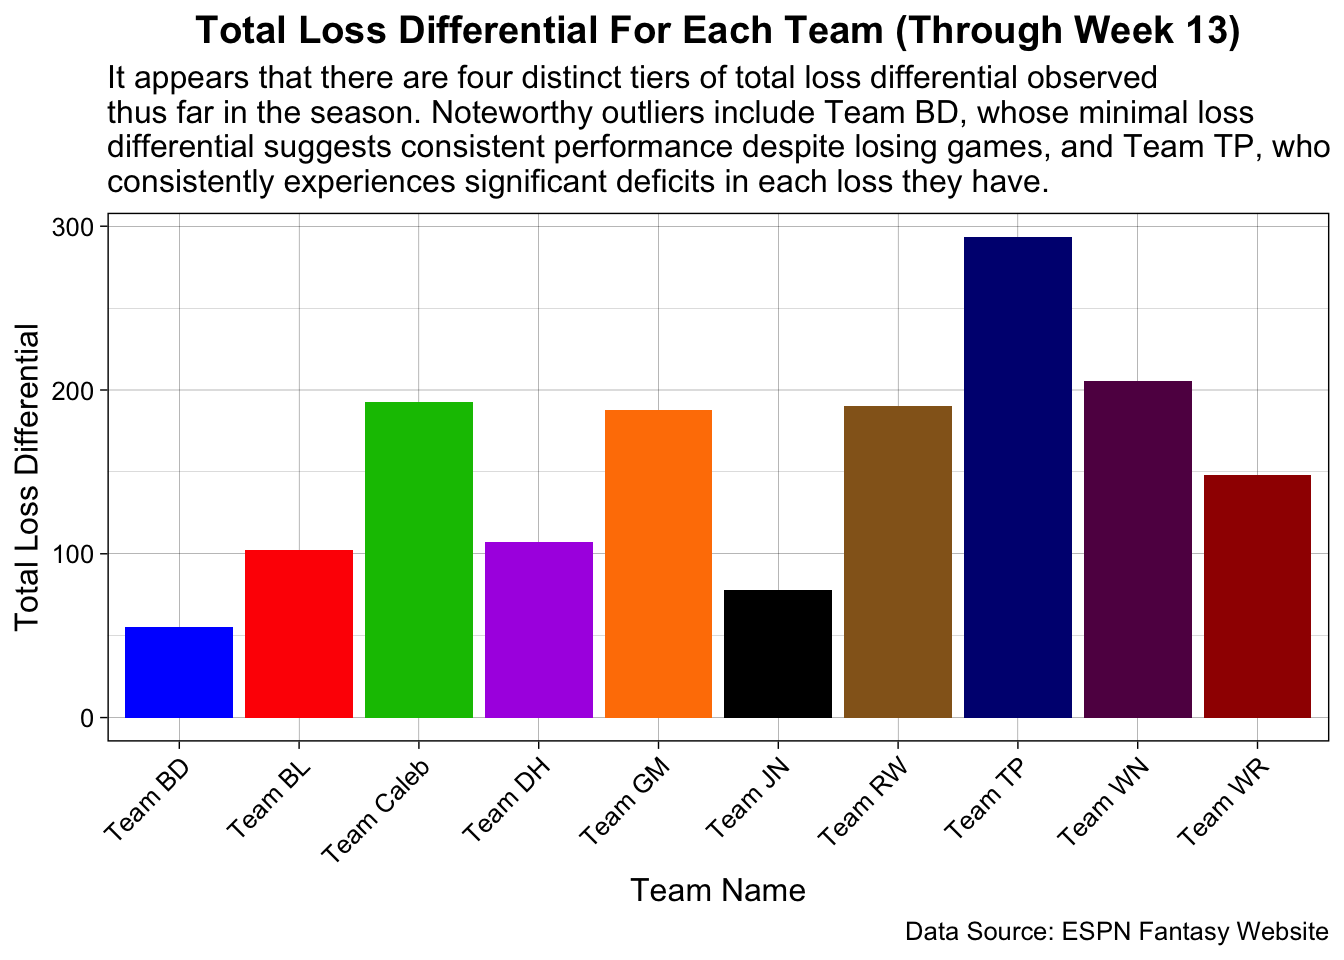 Total Loss Differential For Each Team (Through Week 13)
It appears that there are four distinct tiers of total loss differential observed
thus far in the season. Noteworthy outliers include Team BD, whose minimal loss
differential suggests consistent performance despite losing games, and Team TP, who
consistently experiences significant deficits in each loss they have.
Total Loss Differential
300
200
100
0
Team BD
Team BL
Team Caleb
Team DH
Team GM
Team JN
Team RW
Team TP
Team WN
Team WR
Team Name
Data Source: ESPN Fantasy Website